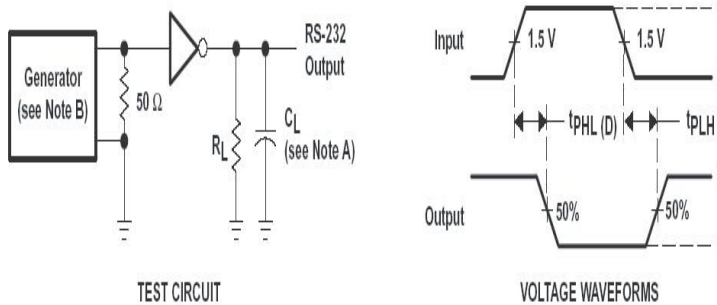 Generator
(see Note B)
50 Ω
RS-232
Output
RL
CL
(see Note A)
TEST CIRCUIT
Input
1.5 V
1.5 V
tPHL (D)
tPLH
Output
50%
50%
VOLTAGE WAVEFORMS